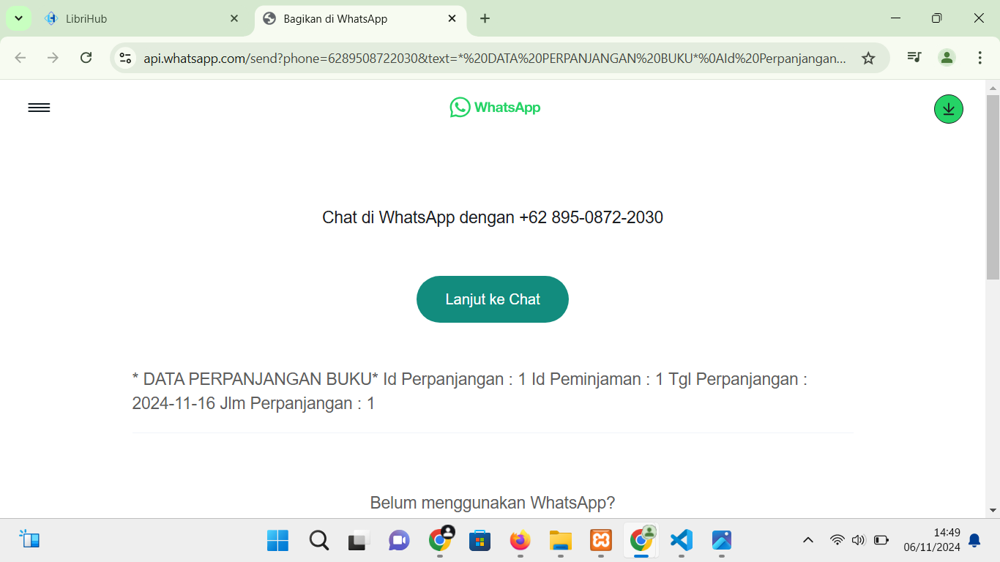 LibriHub
Bagikan di WhatsApp
api.whatsapp.com/send?phone=6289508722030&text=*%20DATA%20PERPANJANGAN%20BUKU*%0AId%20Perpanjangan...
WhatsApp
Chat di WhatsApp dengan +62 895-0872-2030
Lanjut ke Chat
* DATA PERPANJANGAN BUKU* Id Perpanjangan : 1 Id Peminjaman : 1 Tgl Perpanjangan :
2024-11-16 Jlm Perpanjangan : 1
Belum menggunakan WhatsApp?
14:49
06/11/2024